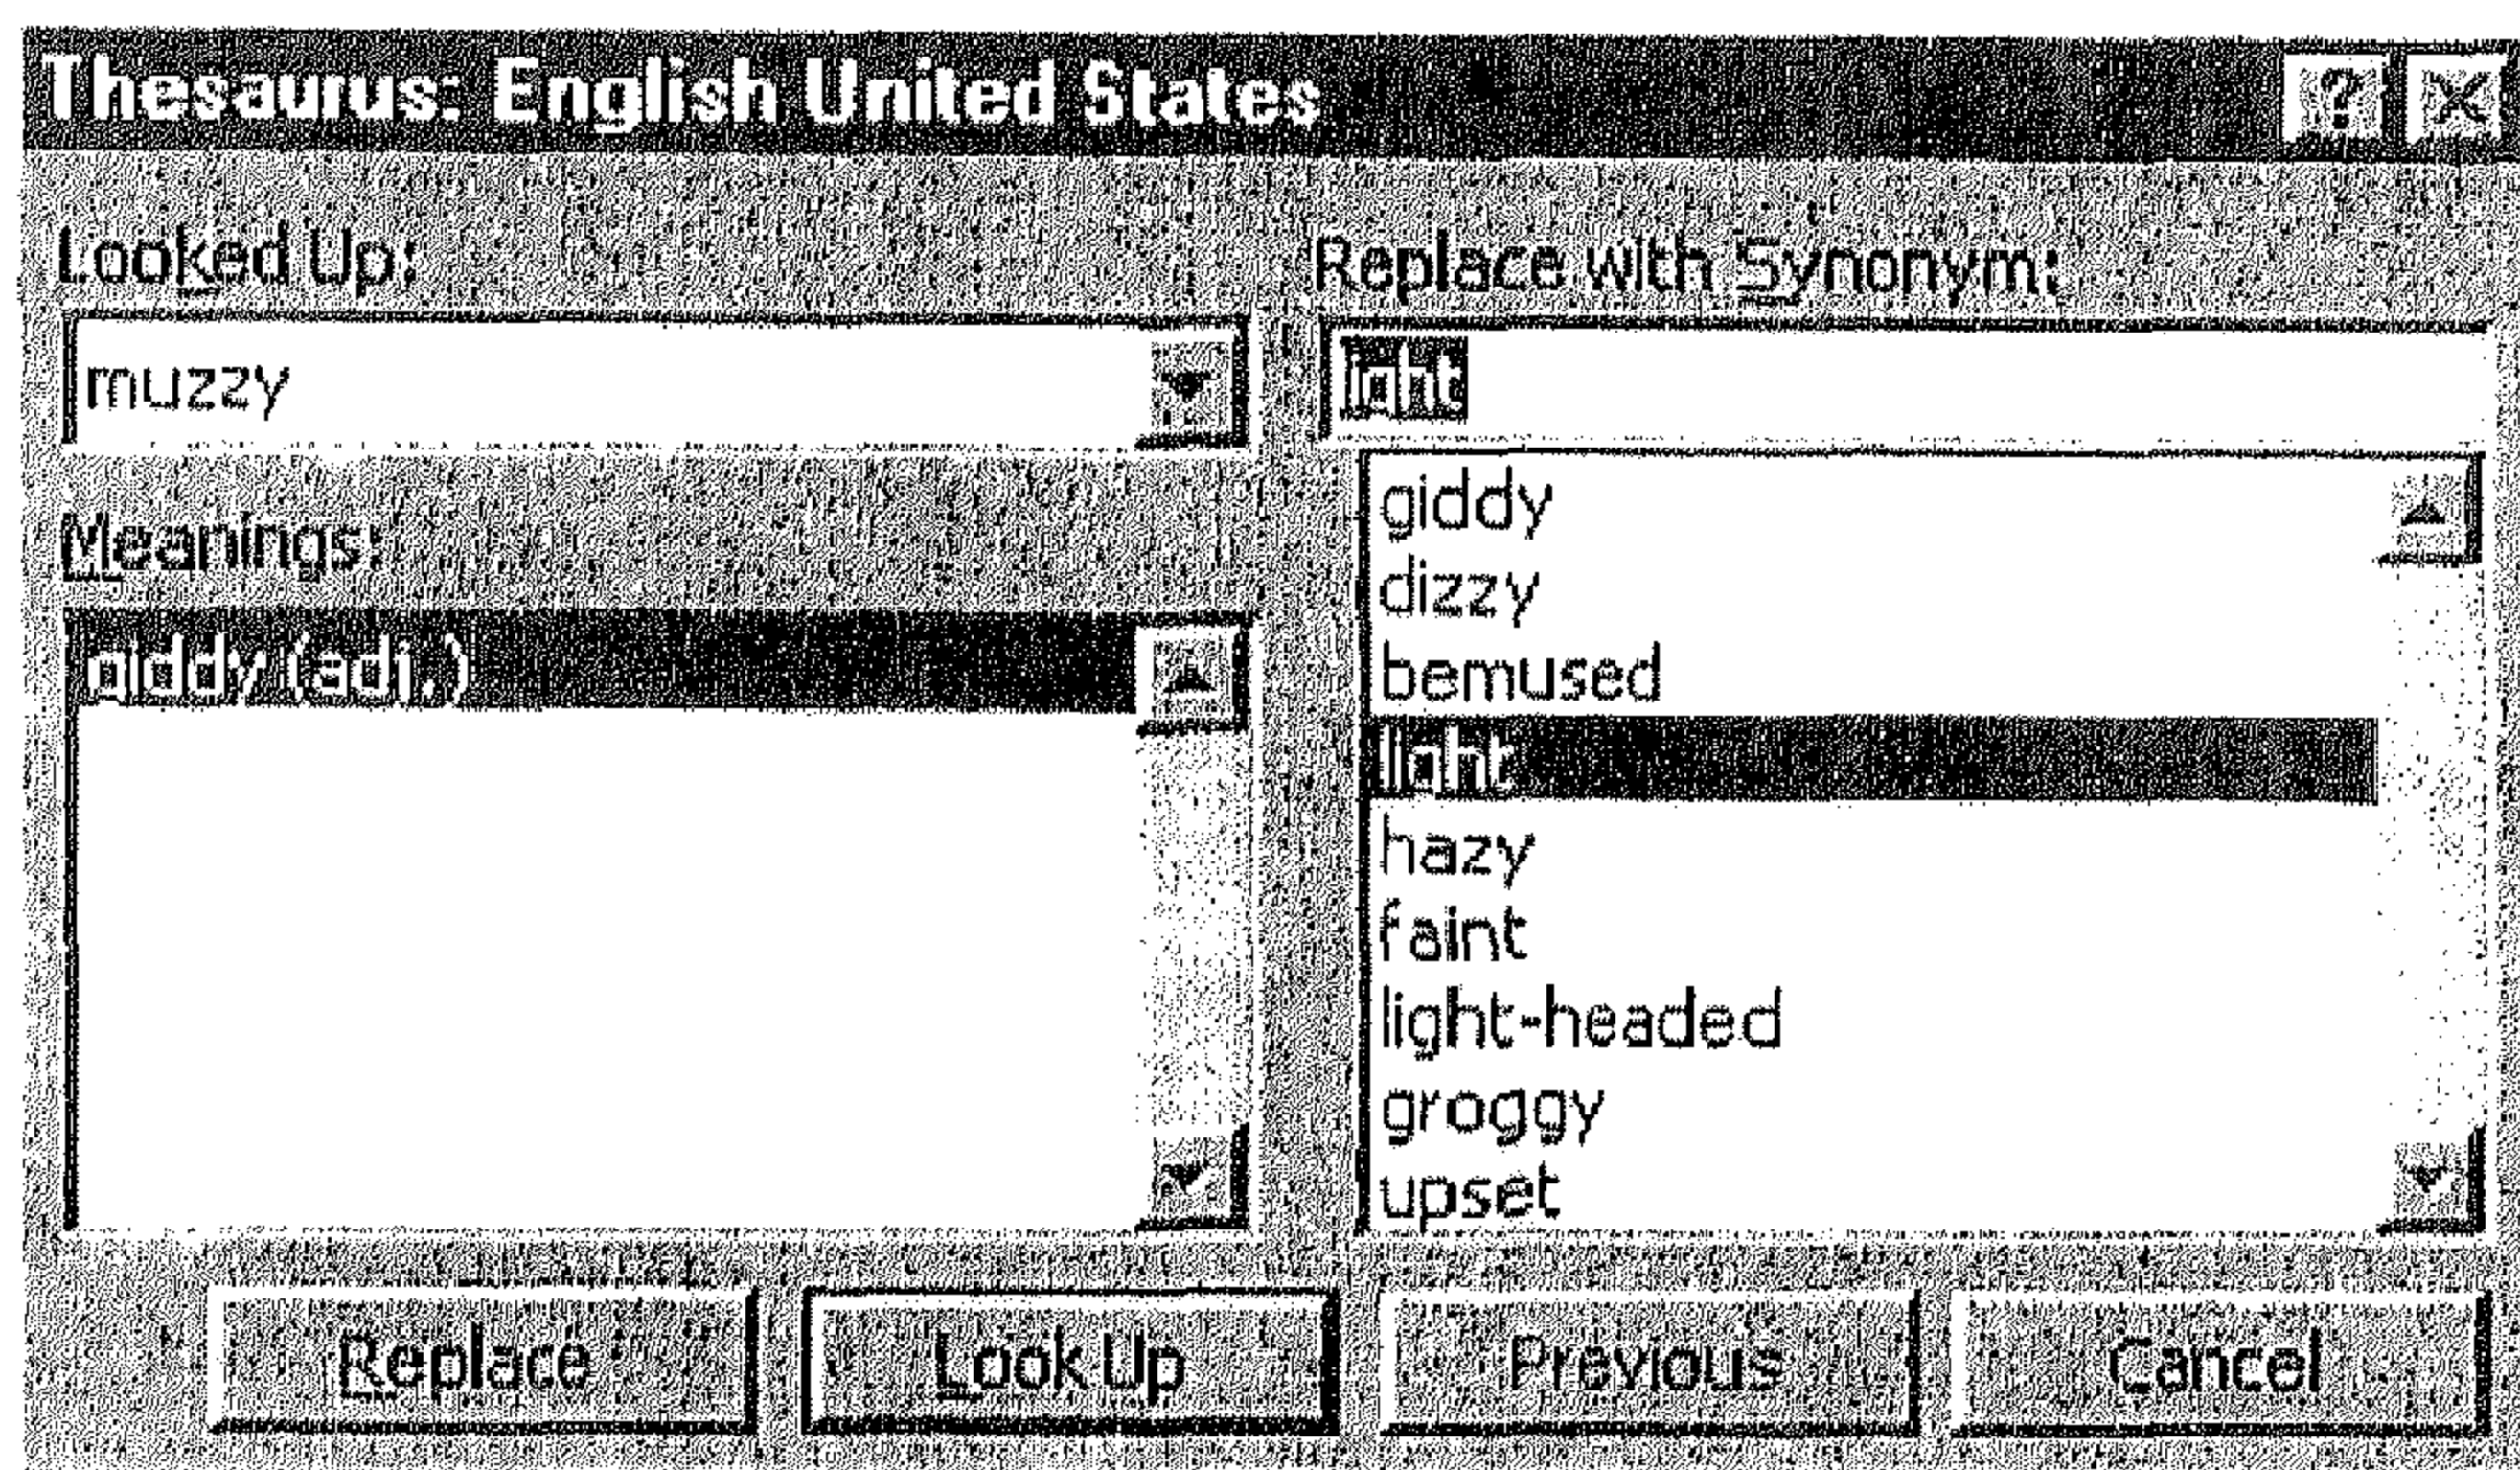 Thesaurus: English United States ? X
Looked Up:
muzzy
Meanings:
giddy (adj.)
Replace with Synonym:
light
giddy
dizzy
bemused
light
hazy
faint
light-headed
groggy
upset
Replace Look Up Previous Cancel